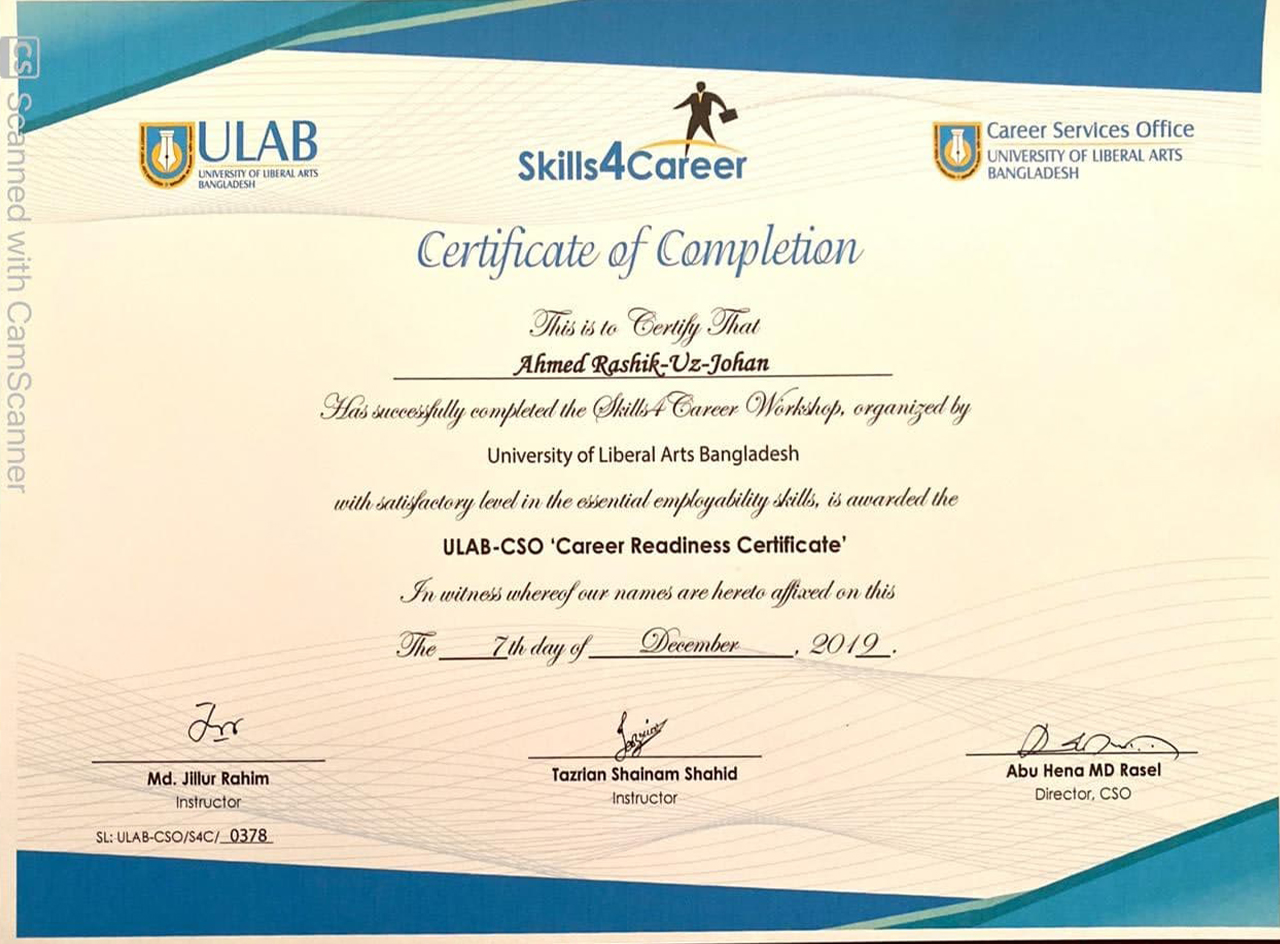 CS Scanned with CamScanner
ULAB
UNIVERSITY OF LIBERAL ARTS
BANGLADESH
Skills4Career
Career Services Office
UNIVERSITY OF LIBERAL ARTS
BANGLADESH
Certificate of Completion
This is to Certify That
Ahmed Rashik-Uz-Johan
Has successfully completed the Skills4Career Workshop, organized by
University of Liberal Arts Bangladesh
with satisfactory level in the essential employability skills, is awarded the
ULAB-CSO ‘Career Readiness Certificate’
In witness whereof our names are hereto affixed on this
The 7th day of December, 2019.
Md. Jillur Rahim
Instructor
SL: ULAB-CSO/S4C/ 0378
Tazrian Shainam Shahid
Instructor
Abu Hena MD Rasel
Director, CSO